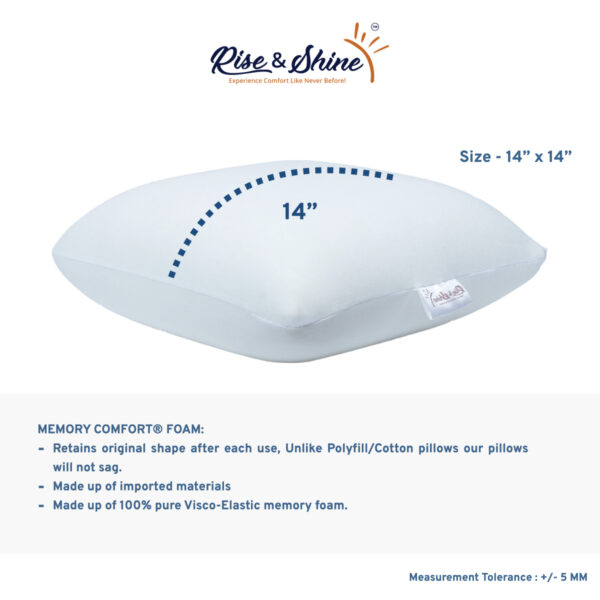 TM
Rise & Shine
Experience Comfort Like Never Before!
Size - 14” x 14”
14”
MEMORY COMFORT® FOAM:
- Retains original shape after each use, Unlike Polyfill/Cotton pillows our pillows
will not sag.
- Made up of imported materials
- Made up of 100% pure Visco-Elastic memory foam.
Measurement Tolerance : +/- 5 MM